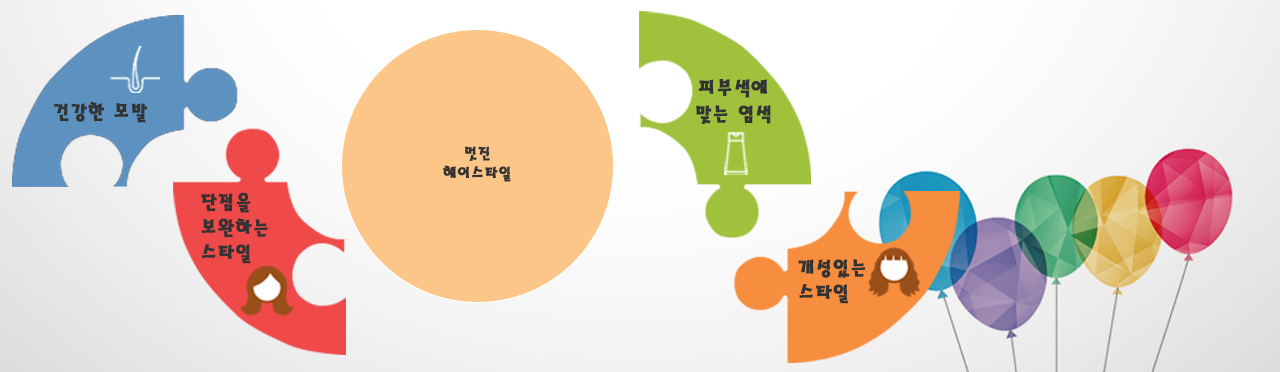 건강한 모발
단점을
보완하는
스타일
멋진
헤이스타일
피부색에
맞는 염색
개성있는
스타일